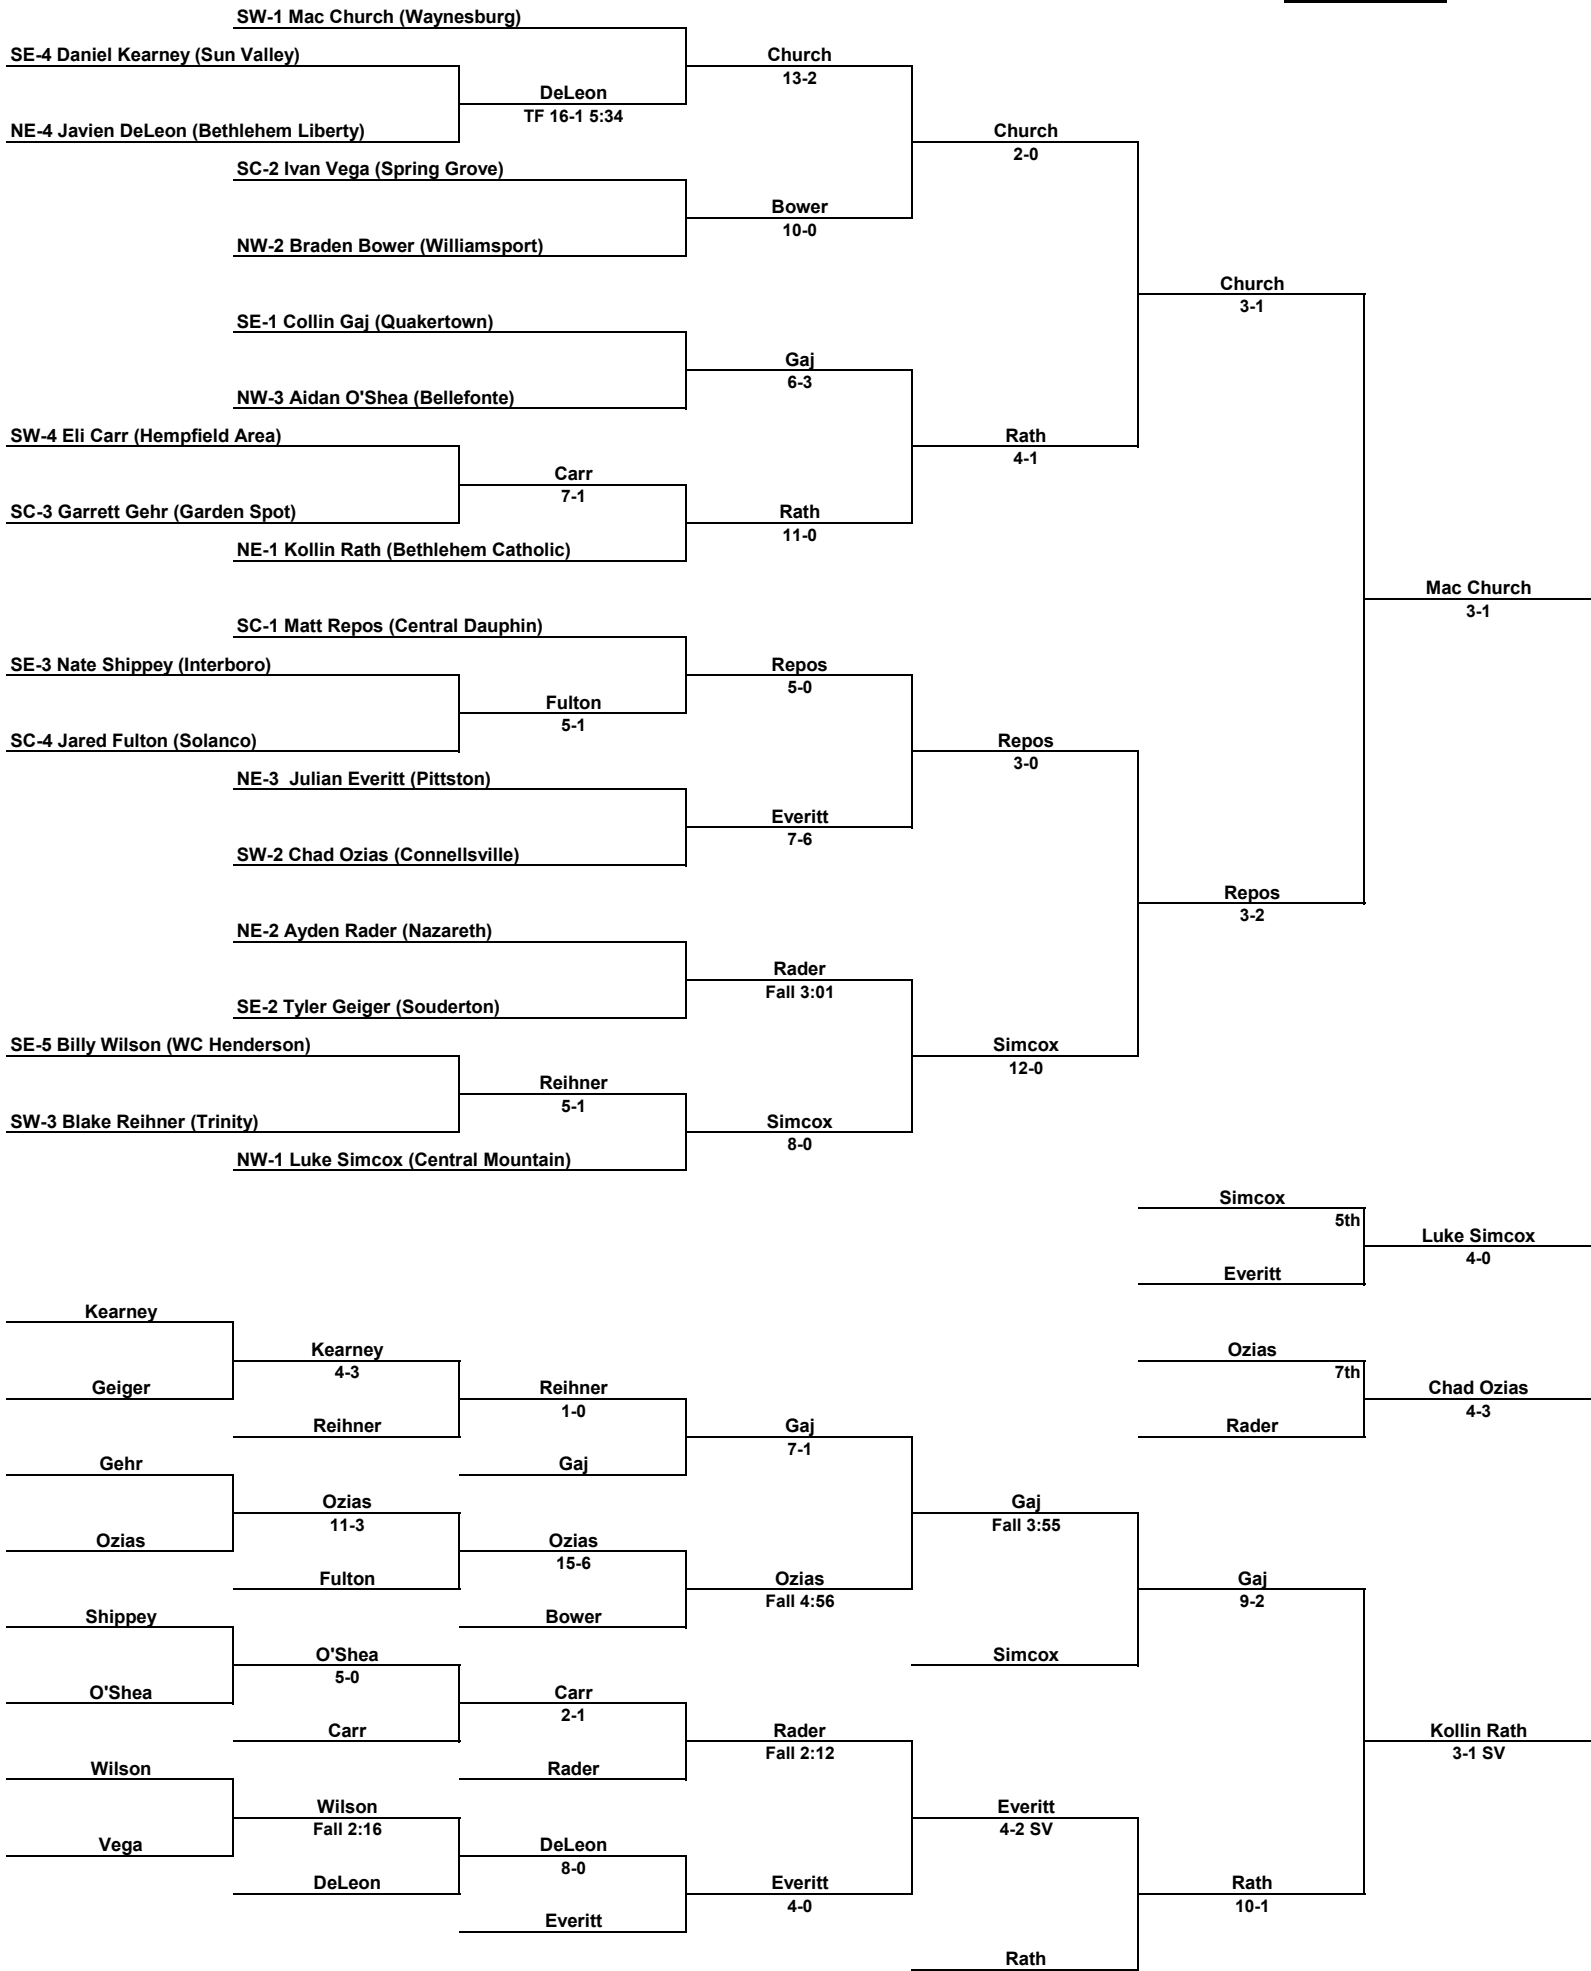 SW-1 Mac Church (Waynesburg)
SE-4 Daniel Kearney (Sun Valley)
Church
13-2
DeLeon
TF 16-1 5:34
NE-4 Javien DeLeon (Bethlehem Liberty)
Church
2-0
SC-2 Ivan Vega (Spring Grove)
Bower
10-0
NW-2 Braden Bower (Williamsport)
Church
3-1
SE-1 Collin Gaj (Quakertown)
Gaj
6-3
NW-3 Aidan O'Shea (Bellefonte)
SW-4 Eli Carr (Hempfield Area)
Rath
4-1
Carr
7-1
SC-3 Garrett Gehr (Garden Spot)
Rath
11-0
NE-1 Kollin Rath (Bethlehem Catholic)
Mac Church
3-1
SC-1 Matt Repos (Central Dauphin)
SE-3 Nate Shippey (Interboro)
Repos
5-0
Fulton
5-1
SC-4 Jared Fulton (Solanco)
Repos
3-0
NE-3 Julian Everitt (Pittston)
Everitt
7-6
SW-2 Chad Ozias (Connellsville)
Repos
3-2
NE-2 Ayden Rader (Nazareth)
Rader
Fall 3:01
SE-2 Tyler Geiger (Souderton)
SE-5 Billy Wilson (WC Henderson)
Simcox
12-0
Reihner
5-1
SW-3 Blake Reihner (Trinity)
Simcox
8-0
NW-1 Luke Simcox (Central Mountain)
Simcox
5th
Luke Simcox
4-0
Everitt
Kearney
Kearney
4-3
Ozias
7th
Geiger
Reihner
1-0
Chad Ozias
4-3
Reihner
Gaj
7-1
Rader
Gehr
Gaj
Ozias
11-3
Gaj
Fall 3:55
Ozias
Ozias
15-6
Fulton
Ozias
Fall 4:56
Gaj
9-2
Shippey
Bower
O'Shea
5-0
Simcox
O'Shea
Carr
2-1
Carr
Rader
Fall 2:12
Kollin Rath
3-1 SV
Wilson
Rader
Wilson
Fall 2:16
Everitt
4-2 SV
Vega
DeLeon
8-0
DeLeon
Everitt
4-0
Rath
10-1
Everitt
Rath